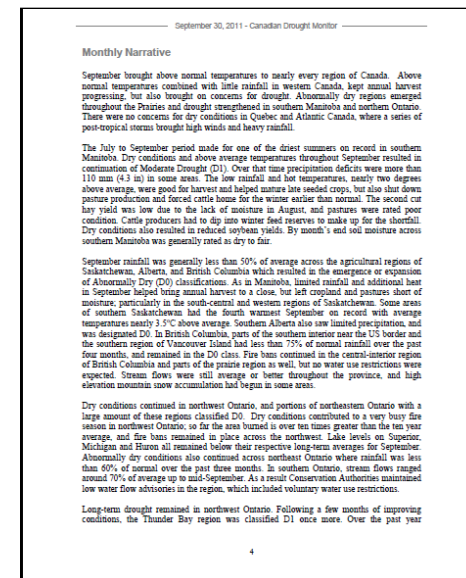 September 30, 2011 - Canadian Drought Monitor
Monthly Narrative
September brought above normal temperatures to nearly every region of Canada. Above
normal temperatures combined with little rainfall in western Canada, kept annual harvest
progressing, but also brought on concerns for drought. Abnormally dry regions emerged
throughout the Prairies and drought strengthened in southern Manitoba and northern Ontario.
There were no concerns for dry conditions in Quebec and Atlantic Canada, where a series of
post-tropical storms brought high winds and heavy rainfall.
The July to September period made for one of the driest summers on record in southern
Manitoba. Dry conditions and above average temperatures throughout September resulted in
continuation of Moderate Drought (D1). Over that time precipitation deficits were more than
110 mm (4.3 in) in some areas. The low rainfall and hot temperatures, nearly two degrees
above average, were good for harvest and helped mature late seeded crops, but also shut down
pasture production and forced cattle home for the winter earlier than normal. The second cut
hay yield was low due to the lack of moisture in August, and pastures were rated poor
condition. Cattle producers had to dip into winter feed reserves to make up for the shortfall.
Dry conditions also resulted in reduced soybean yields. By month's end soil moisture across
southern Manitoba was generally rated as dry to fair.
September rainfall was generally less than 50% of average across the agricultural regions of
Saskatchewan, Alberta, and British Columbia which resulted in the emergence or expansion
of Abnormally Dry (D0) classifications. As in Manitoba, limited rainfall and additional heat
in September helped bring annual harvest to a close, but left cropland and pastures short of
moisture; particularly in the south-central and western regions of Saskatchewan. Some areas
of southern Saskatchewan had the fourth warmest September on record with average
temperatures nearly 3.5°C above average. Southern Alberta also saw limited precipitation, and
was designated D0. In British Columbia, parts of the southern interior near the US border and
the southern region of Vancouver Island had less than 75% of normal rainfall over the past
four months, and remained in the D0 class. Fire bans continued in the central-interior region
of British Columbia and parts of the prairie region as well, but no water use restrictions were
expected. Stream flows were still average or better throughout the province, and high
elevation mountain snow accumulation had begun in some areas.
Dry conditions continued in northwest Ontario, and portions of northeastern Ontario with a
large amount of these regions classified D0. Dry conditions contributed to a very busy fire
season in northwest Ontario; so far the area burned is over ten times greater than the ten year
average, and fire bans remained in place across the northwest. Lake levels on Superior,
Michigan and Huron all remained below their respective long-term averages for September.
Abnormally dry conditions also continued across northeast Ontario where rainfall was less
than 60% of normal over the past three months. In southern Ontario, stream flows ranged
around 70% of average up to mid-September. As a result Conservation Authorities maintained
low water flow advisories in the region, which included voluntary water use restrictions.
Long-term drought remained in northwest Ontario. Following a few months of improving
conditions, the Thunder Bay region was classified D1 once more. Over the past year
4